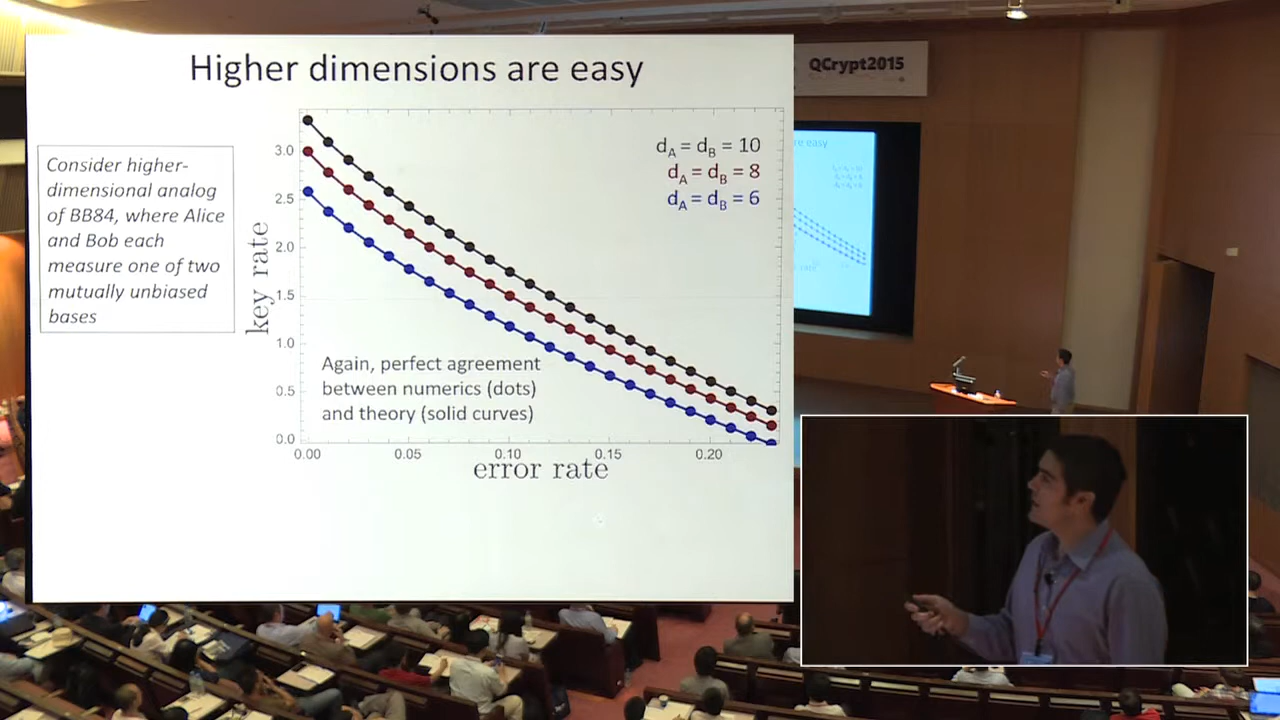 Higher dimensions are easy
QCrypt2015
Consider higher-
dimensional analog
of BB84, where Alice
and Bob each
measure one of two
mutually unbiased
bases
key rate
3.0
2.5
2.0
1.5
1.0
0.5
0.0
d_A = d_B = 10
d_A = d_B = 8
d_A = d_B = 6
Again, perfect agreement
between numerics (dots)
and theory (solid curves)
0.00 0.05 0.10 0.15 0.20
error rate